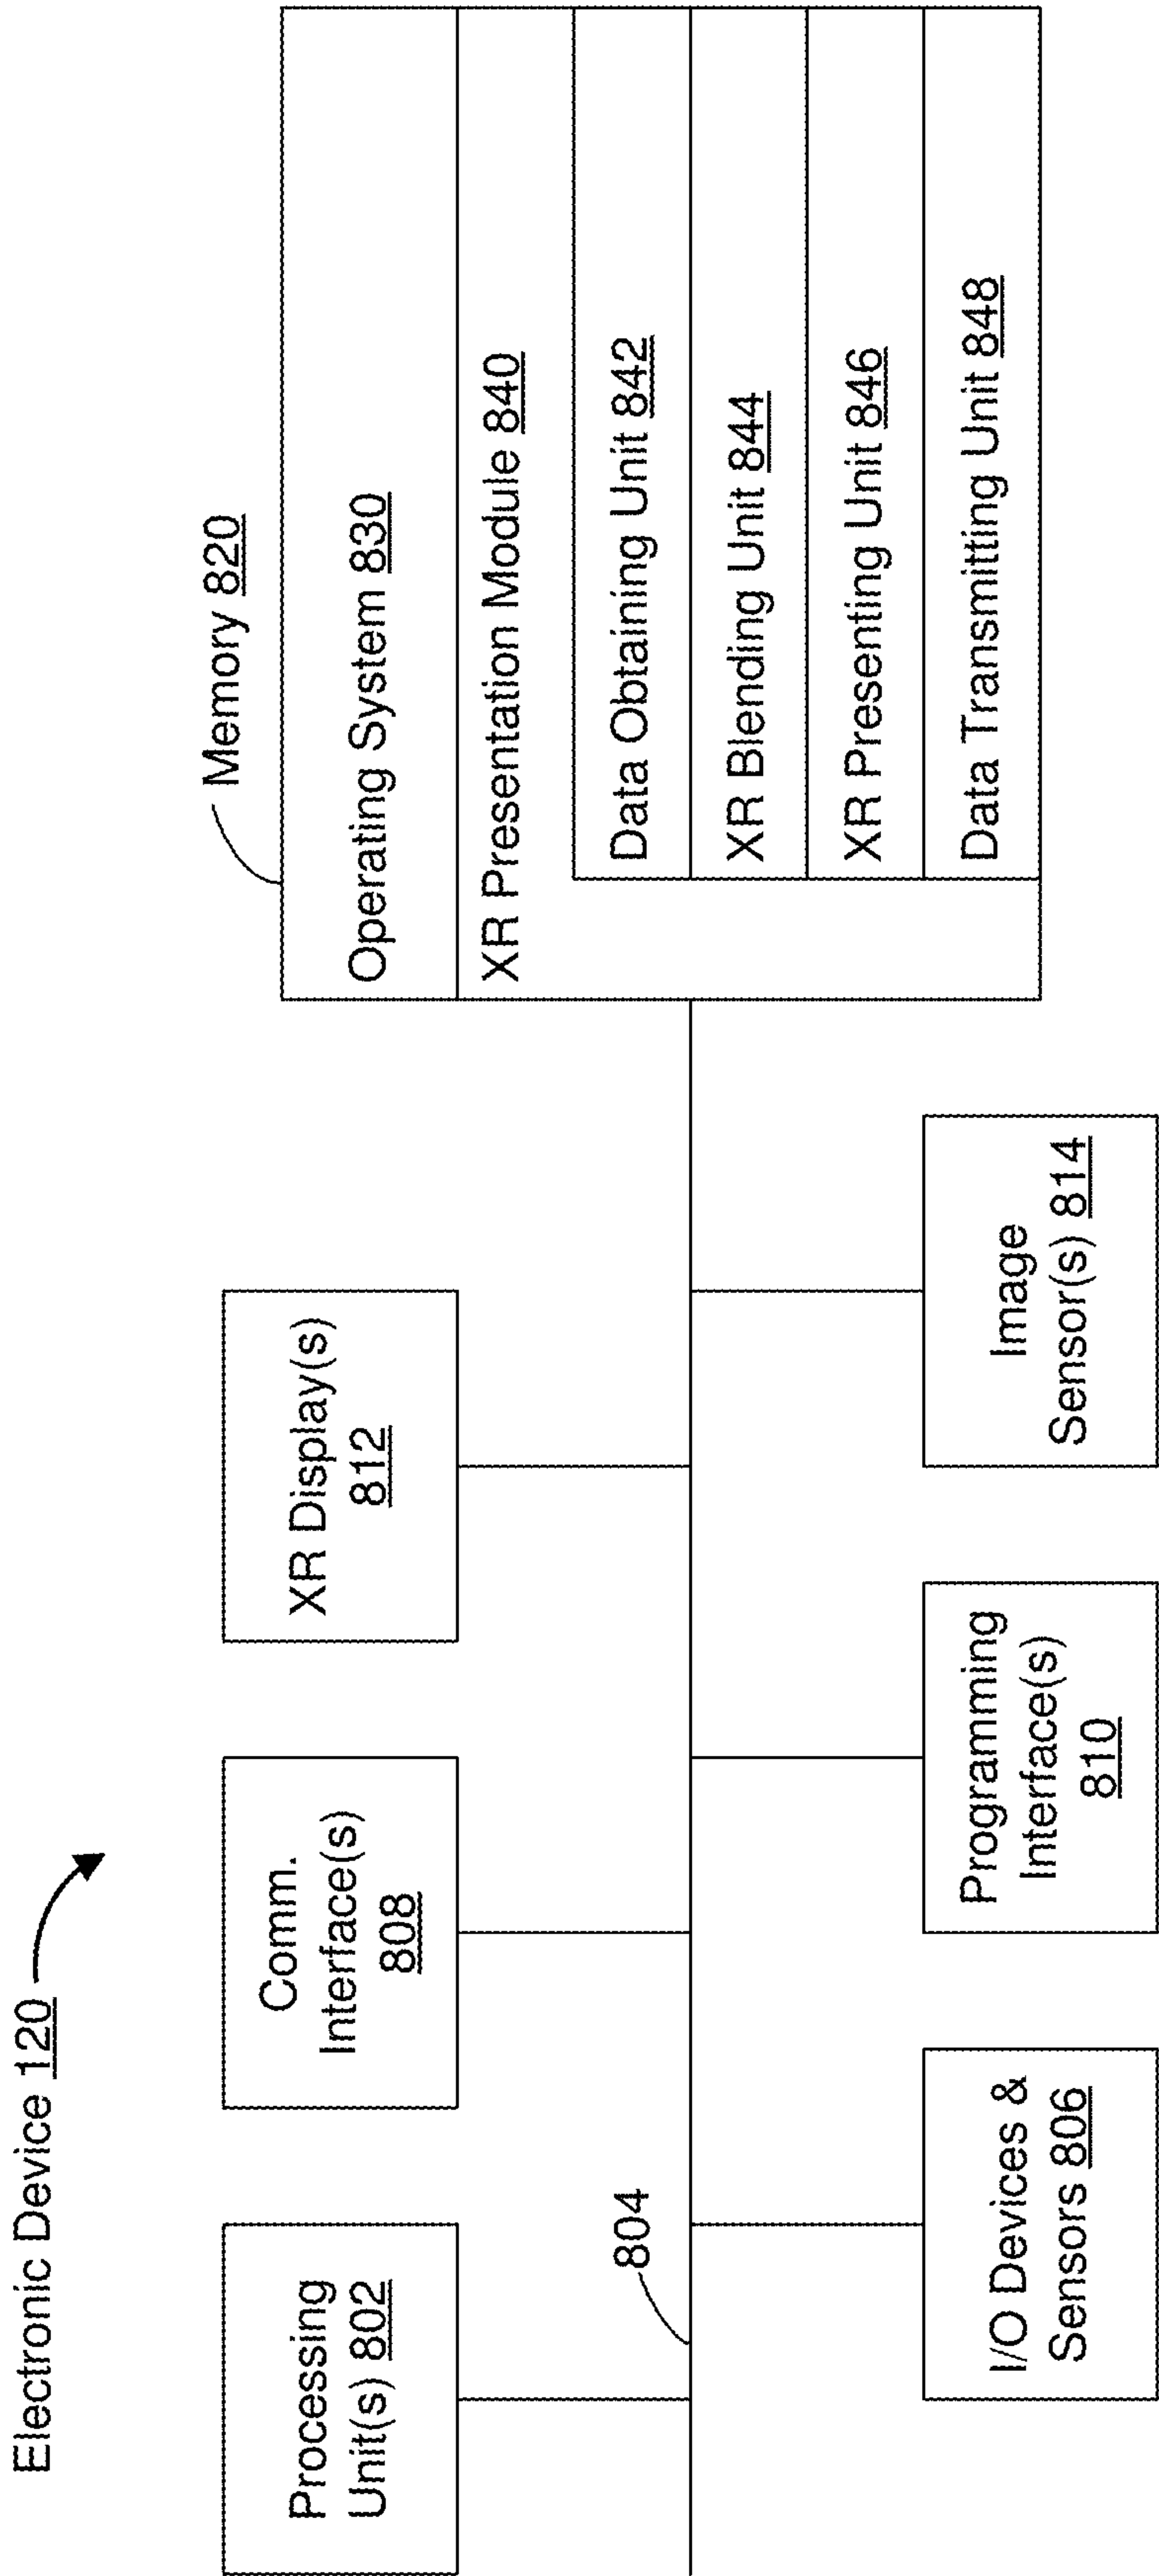 Electronic Device 120
Processing
Unit(s) 802
Comm.
Interface(s)
808
XR Display(s)
812
Memory 820
Operating System 830
XR Presentation Module 840
Data Obtaining Unit 842
XR Blending Unit 844
XR Presenting Unit 846
Data Transmitting Unit 848
804
I/O Devices &
Sensors 806
Programming
Interface(s)
810
Image
Sensor(s) 814